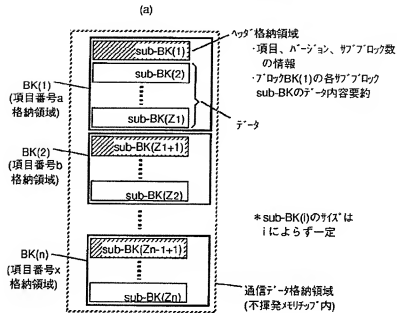 (a)
sub-BK(1)
sub-BK(2)
sub-BK(Z1)
BK(1)
(項目番号a
格納領域)
ヘッダ格納領域
・項目、バージョン、サブブロック数
の情報
・ブロックBK(1)の各サブブロック
sub-BKのデータ内容要約
データ
sub-BK(Z1+1)
sub-BK(Z2)
BK(2)
(項目番号b
格納領域)
*sub-BK(i)のサイズは
iによらず一定
sub-BK(Zn-1+1)
sub-BK(Zn)
BK(n)
(項目番号x
格納領域)
通信データ格納領域
(不揮発メモリチップ内)